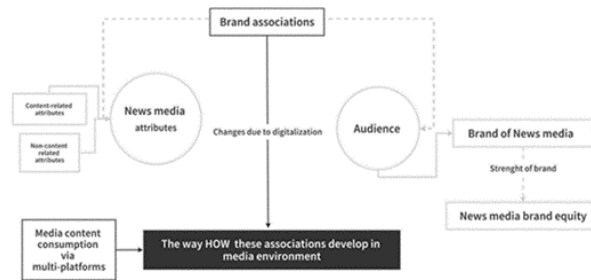 Brand associations
Content-related
attributes
Non-content
related
attributes
News media
attributes
Changes due to digitalization
Audience
Brand of News media
Strenght of brand
News media brand equity
Media content
consumption
via
multi-platforms
The way HOW these associations develop in
media environment